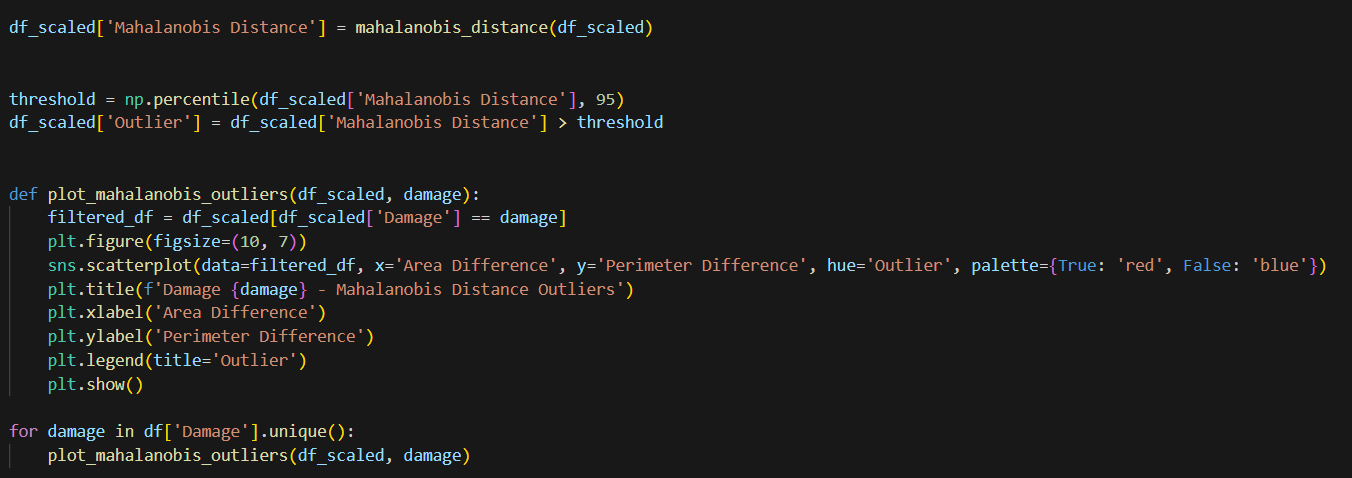 df_scaled['Mahalanobis Distance'] = mahalanobis_distance(df_scaled)
threshold = np.percentile(df_scaled['Mahalanobis Distance'], 95)
df_scaled['Outlier'] = df_scaled['Mahalanobis Distance'] > threshold
def plot_mahalanobis_outliers(df_scaled, damage):
    filtered_df = df_scaled[df_scaled['Damage'] == damage]
    plt.figure(figsize=(10, 7))
    sns.scatterplot(data=filtered_df, x='Area Difference', y='Perimeter Difference', hue='Outlier', palette={True: 'red', False: 'blue'})
    plt.title(f'Damage {damage} - Mahalanobis Distance Outliers')
    plt.xlabel('Area Difference')
    plt.ylabel('Perimeter Difference')
    plt.legend(title='Outlier')
    plt.show()
for damage in df['Damage'].unique():
    plot_mahalanobis_outliers(df_scaled, damage)